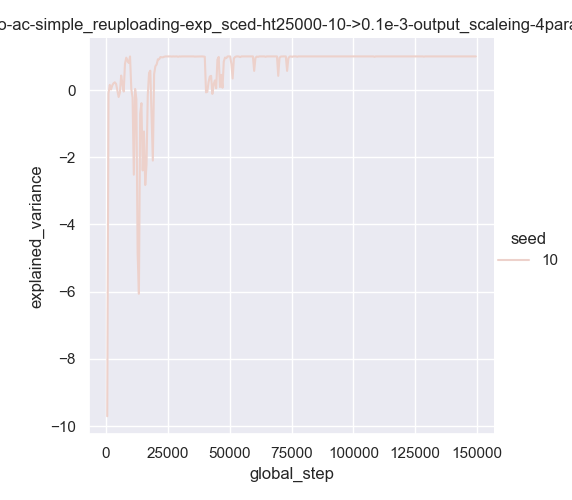 o-ac-simple_reuploading-exp_sced-ht25000-10->0.1e-3-output_scaleing-4para
0
−2
−4
−6
−8
−10
explained_variance
0 25000 50000 75000 100000 125000 150000
global_step
seed
10